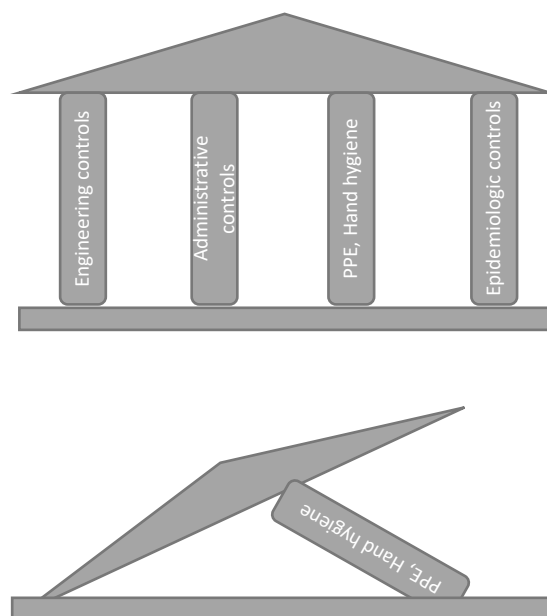 Engineering controls
Administrative
controls
PPE, Hand hygiene
Epidemiologic controls
PPE, Hand hygiene